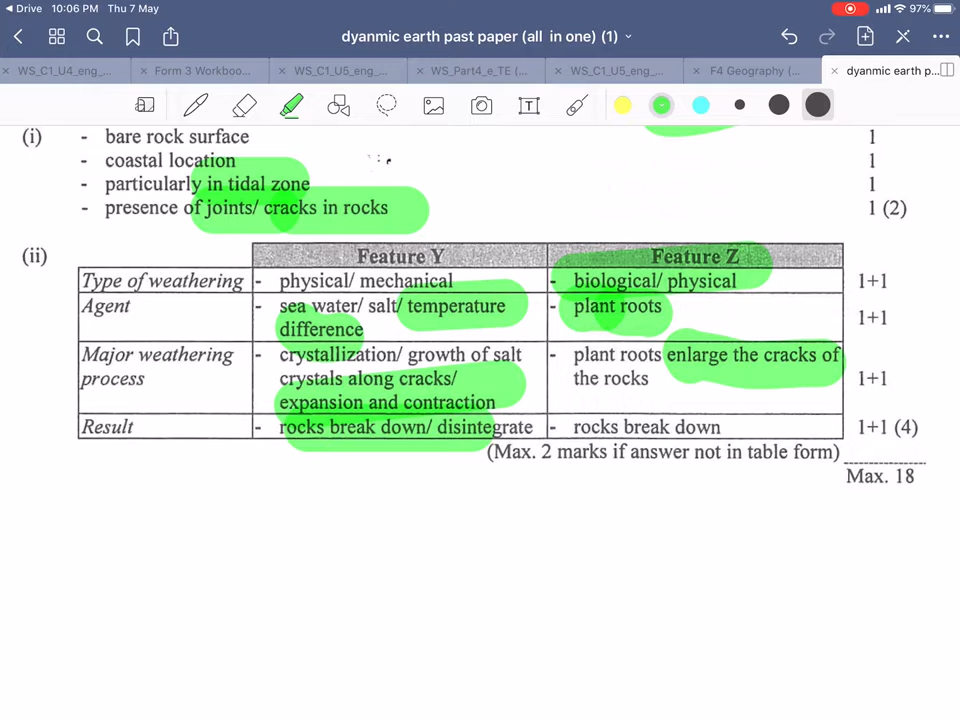 Drive 10:06 PM Thu 7 May 97%
dyanmic earth past paper (all in one) (1)
WS_C1_U4_eng_... Form 3 Workboo... WS_C1_U5_eng_... WS_Part4_e_TE (... WS_C1_U5_eng_... F4 Geography (... dyanmic earth p...
(i) - bare rock surface 1
- coastal location 1
- particularly in tidal zone 1
- presence of joints/ cracks in rocks 1 (2)
(ii) Feature Y Feature Z
Type of weathering - physical/ mechanical - biological/ physical 1+1
Agent - sea water/ salt/ temperature - plant roots 1+1
difference
Major weathering - crystallization/ growth of salt - plant roots enlarge the cracks of
process crystals along cracks/ the rocks 1+1
expansion and contraction
Result - rocks break down/ disintegrate - rocks break down 1+1 (4)
(Max. 2 marks if answer not in table form)
Max. 18